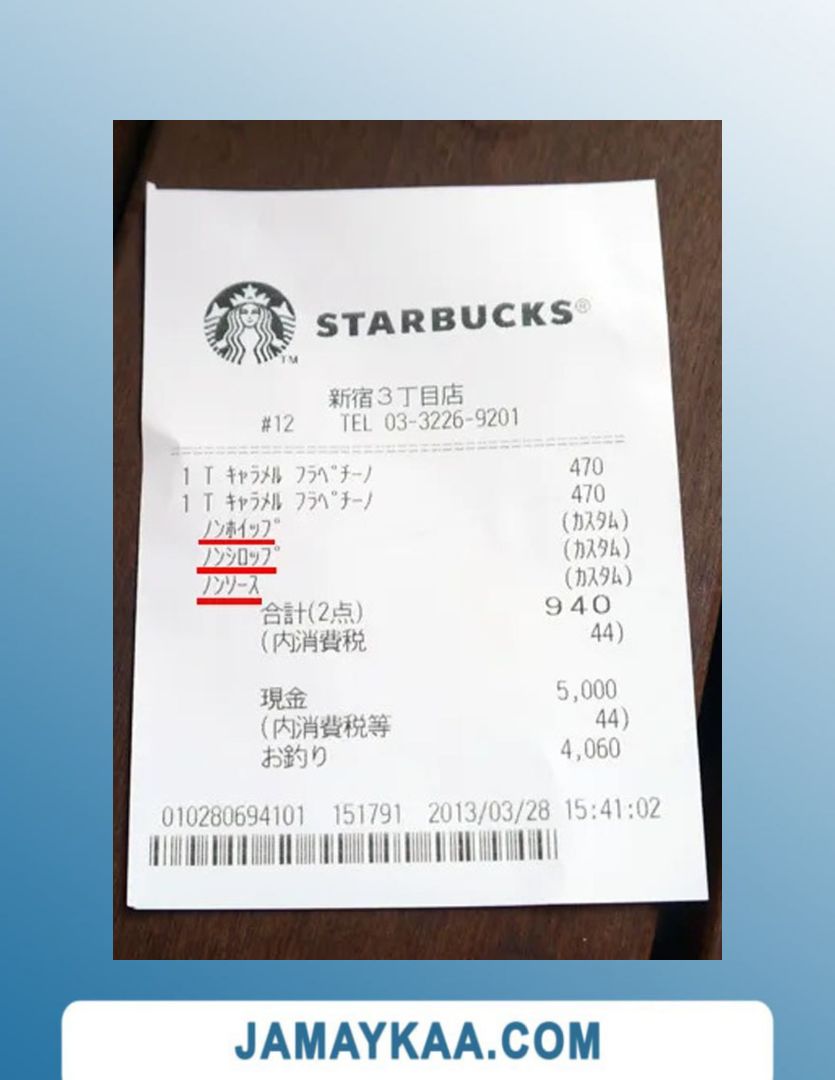 STARBUCKS®
TM
新宿3丁目店
#12 TEL 03-3226-9201
1 T ｷｬﾗﾒﾙ ﾌﾗﾍﾟﾁｰﾉ 470
1 T ｷｬﾗﾒﾙ ﾌﾗﾍﾟﾁｰﾉ 470
ﾉﾝﾎｲｯﾌﾟ (ｶｽﾀﾑ)
ﾉﾝｼﾛｯﾌﾟ (ｶｽﾀﾑ)
ﾉﾝｿｰｽ (ｶｽﾀﾑ)
合計(2点) 940
(内消費税 44)
現金 5,000
(内消費税等 44)
お釣り 4,060
010280694101 151791 2013/03/28 15:41:02
JAMAYKAA.COM